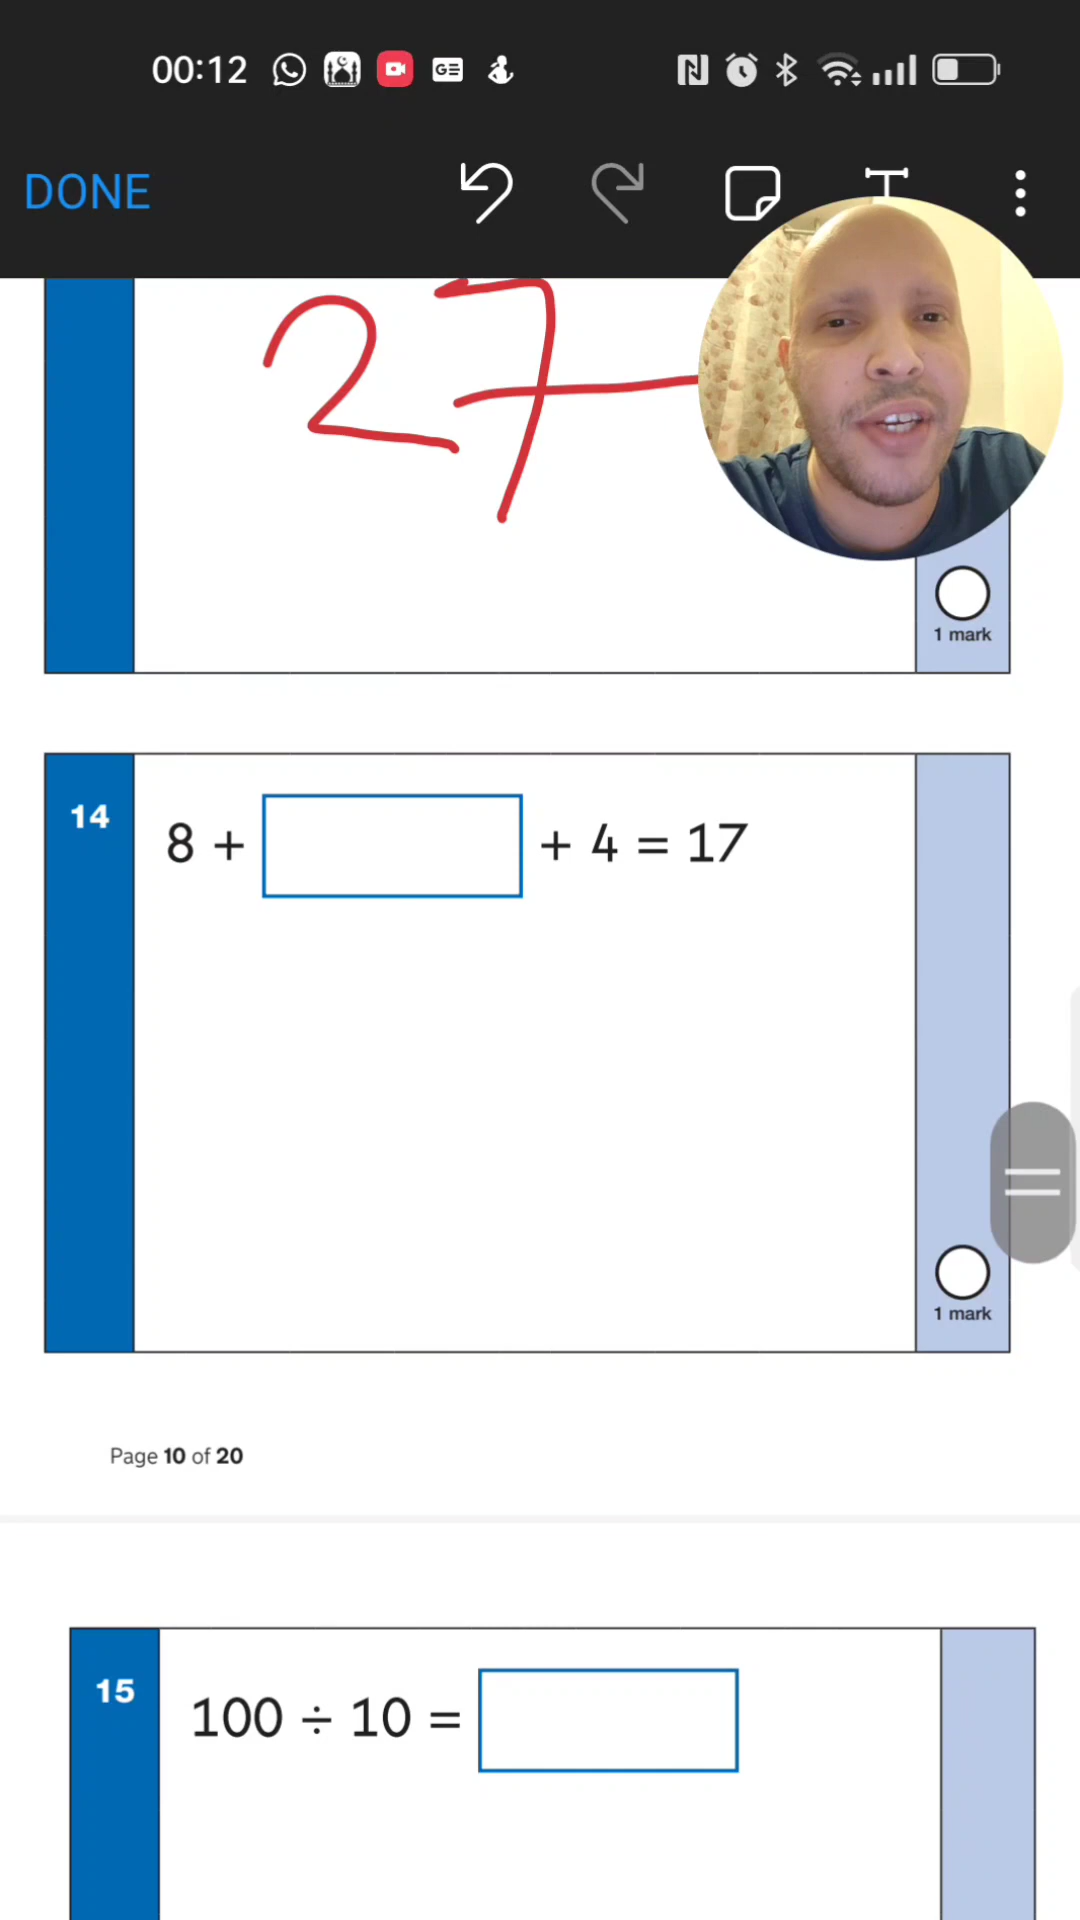 00:12 GE
DONE T
27
1 mark
14
8 + + 4 = 17
1 mark
Page 10 of 20
15
100 ÷ 10 =